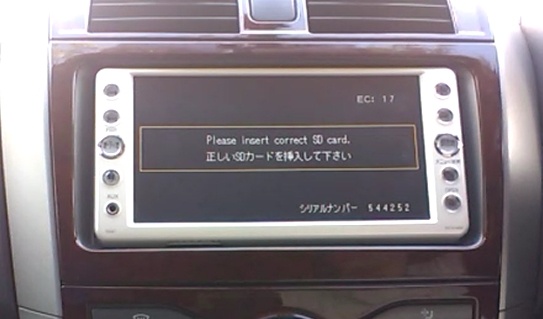 EC: 17
Please insert correct SD card.
正しいSDカードを挿入して下さい
シリアルナンバー 544252